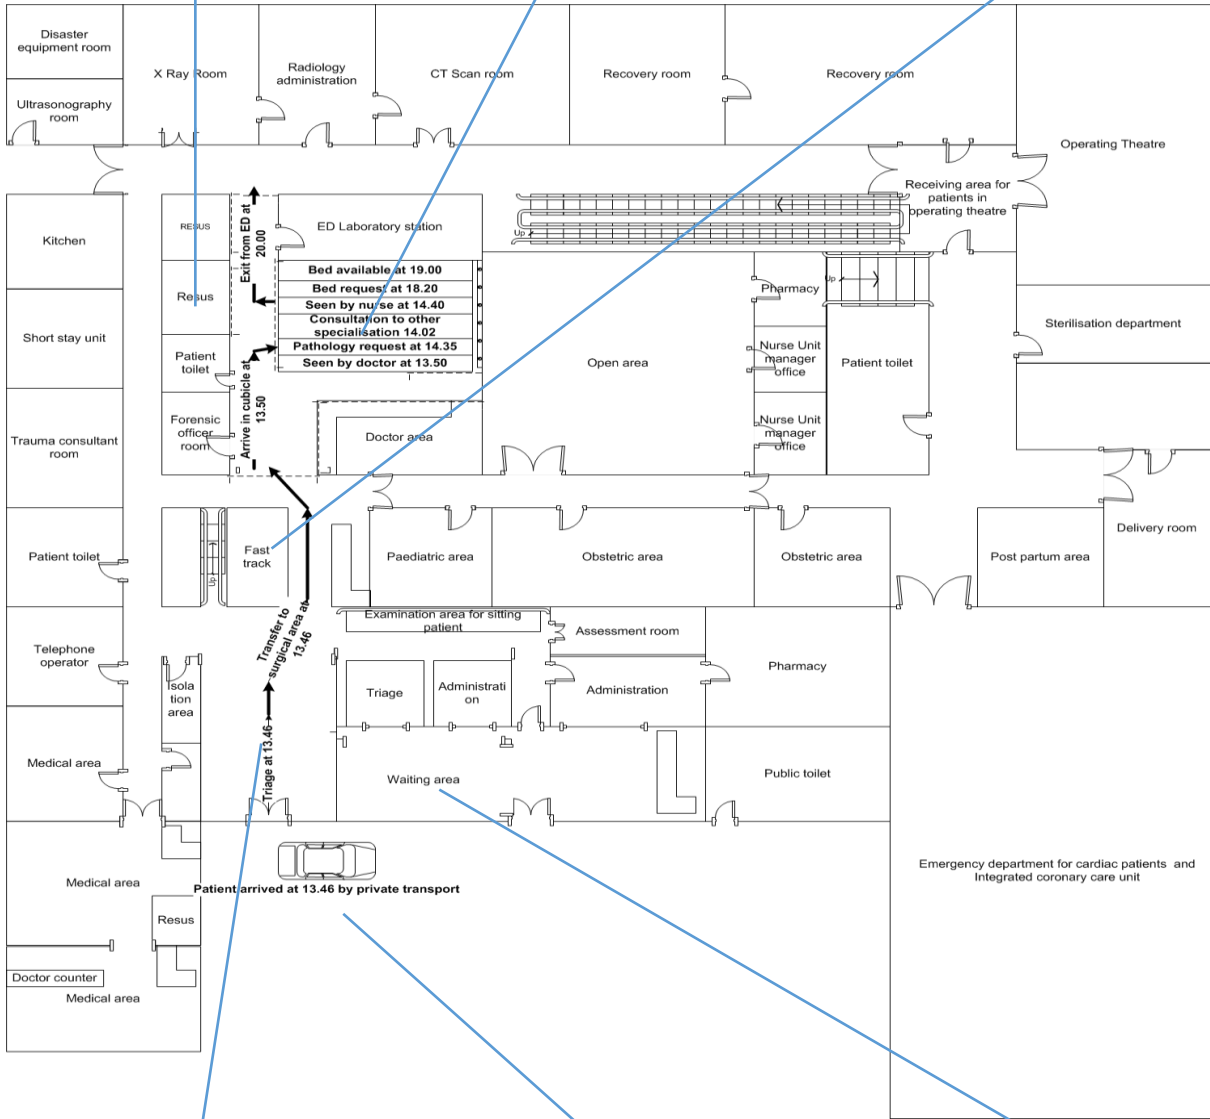 Disaster
equipment room
X Ray Room
Radiology
administration
CT Scan room
Recovery room
Recovery room
Ultrasonography
room
Operating Theatre
Receiving area for
patients in
operating theatre
Kitchen
RESUS
Exit from ED at
20.00
ED Laboratory station
Up
Bed available at 19.00
Bed request at 18.20
Seen by nurse at 14.40
Consultation to other
specialisation 14.02
Pathology request at 14.35
Seen by doctor at 13.50
Resus
Pharmacy
Up
Short stay unit
Patient
toilet
Arrive in cubicle at
13.50
Open area
Nurse Unit
manager
office
Patient toilet
Sterilisation department
Trauma consultant
room
Forensic
officer
room
Doctor area
Nurse Unit
manager
office
Patient toilet
Up
Fast
track
Paediatric area
Obstetric area
Obstetric area
Post partum area
Delivery room
Telephone
operator
Transfer to
surgical area at
13.46
Examination area for sitting
patient
Assessment room
Pharmacy
Isola
tion
area
Triage
Administrati
on
Administration
Medical area
Triage at 13.46
Waiting area
Public toilet
Medical area
Patient arrived at 13.46 by private transport
Emergency department for cardiac patients and
Integrated coronary care unit
Resus
Doctor counter
Medical area